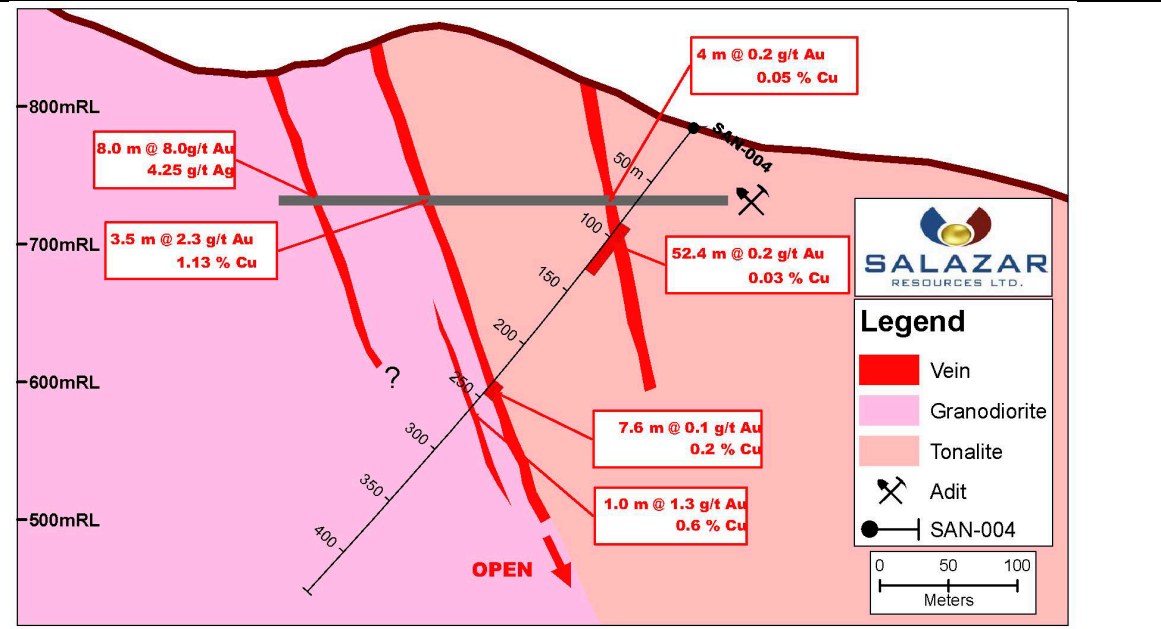 4 m @ 0.2 g/t Au
0.05 % Cu
800mRL
SAN-004
8.0 m @ 8.0g/t Au
4.25 g/t Ag
50 m
3.5 m @ 2.3 g/t Au
1.13 % Cu
100
700mRL
52.4 m @ 0.2 g/t Au
0.03 % Cu
SALAZAR
RESOURCES LTD.
150
Legend
200
Vein
600mRL
?
250
Granodiorite
7.6 m @ 0.1 g/t Au
0.2 % Cu
300
Tonalite
350
Adit
1.0 m @ 1.3 g/t Au
0.6 % Cu
500mRL
SAN-004
400
OPEN
0 50 100
Meters